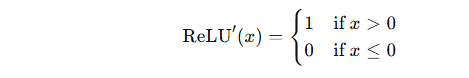 ReLU′(x) = { 1 if x > 0
0 if x ≤ 0